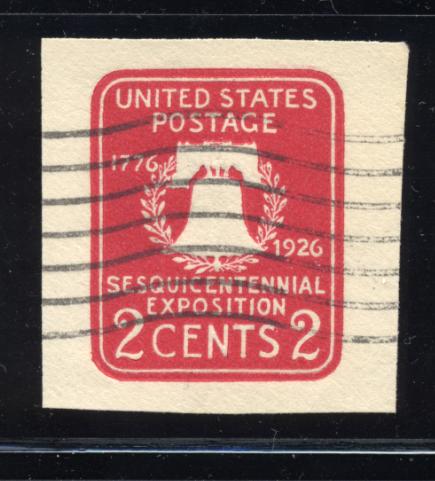 UNITED STATES
POSTAGE
1776
1926
SESQUICENTENNIAL
EXPOSITION
2 CENTS 2